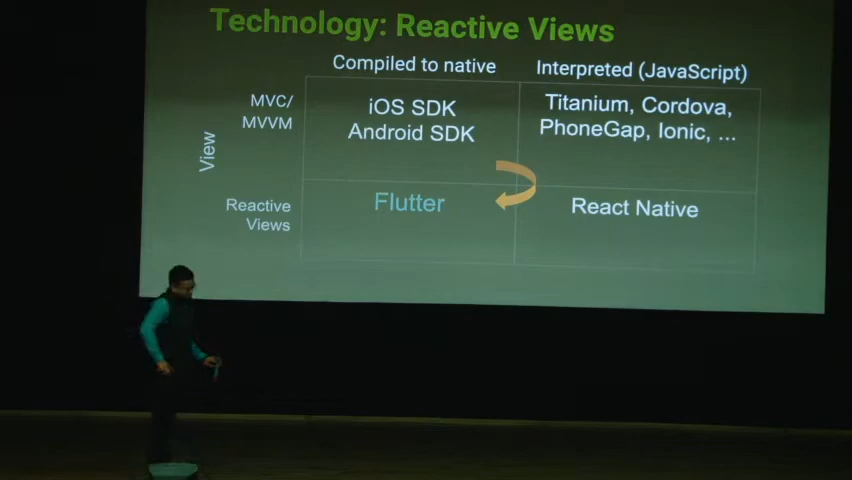 Technology: Reactive Views
Compiled to native
Interpreted (JavaScript)
MVC/
MVVM
iOS SDK
Android SDK
Titanium, Cordova,
PhoneGap, Ionic, ...
View
Reactive
Views
Flutter
React Native